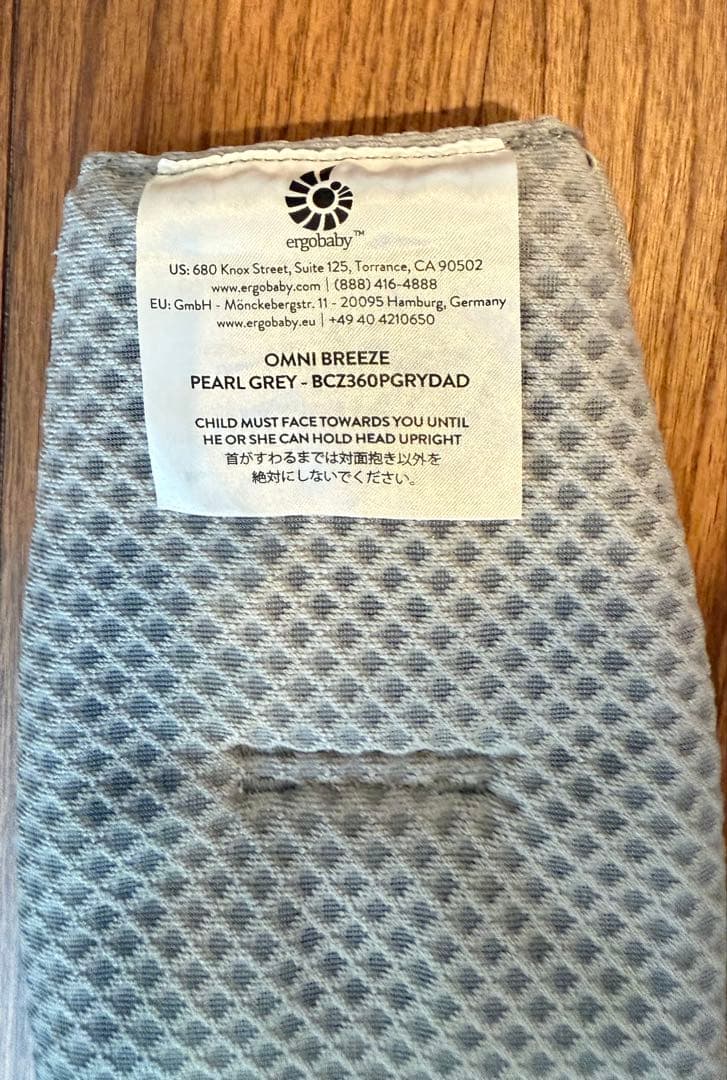 ergobaby™
US: 680 Knox Street, Suite 125, Torrance, CA 90502
www.ergobaby.com | (888) 416-4888
EU: GmbH - Mönckebergstr. 11 - 20095 Hamburg, Germany
www.ergobaby.eu | +49 40 4210650
OMNI BREEZE
PEARL GREY - BCZ360PGRYDAD
CHILD MUST FACE TOWARDS YOU UNTIL
HE OR SHE CAN HOLD HEAD UPRIGHT
首がすわるまでは対面抱き以外を
絶対にしないでください。